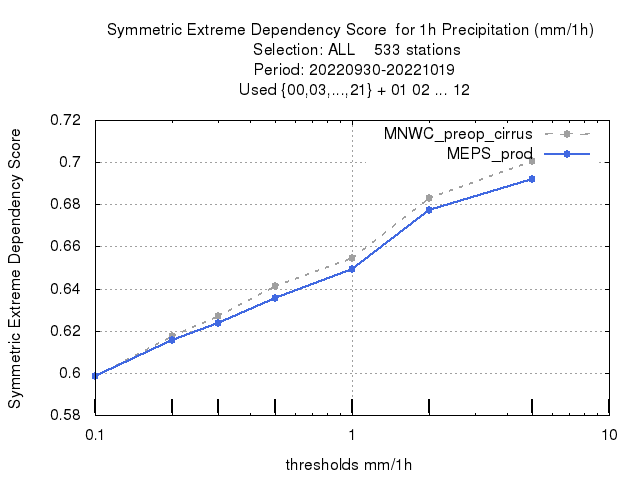 Symmetric Extreme Dependency Score  for 1h Precipitation (mm/1h)
Selection: ALL    533 stations
Period: 20220930-20221019
Used {00,03,...,21} + 01 02 ... 12
Symmetric Extreme Dependency Score
0.72
0.7
0.68
0.66
0.64
0.62
0.6
0.58
MNWC_preop_cirrus
MEPS_prod
0.1
1
10
thresholds mm/1h